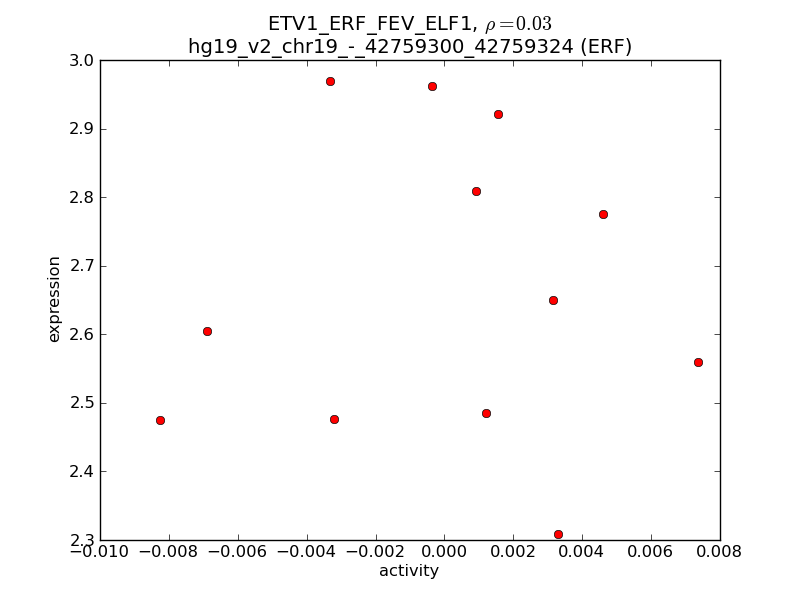 ETV1_ERF_FEV_ELF1, ρ=0.03
hg19_v2_chr19_-_42759300_42759324 (ERF)
3.0
2.9
2.8
2.7
2.6
2.5
2.4
2.3
expression
−0.010 −0.008 −0.006 −0.004 −0.002 0.000 0.002 0.004 0.006 0.008
activity